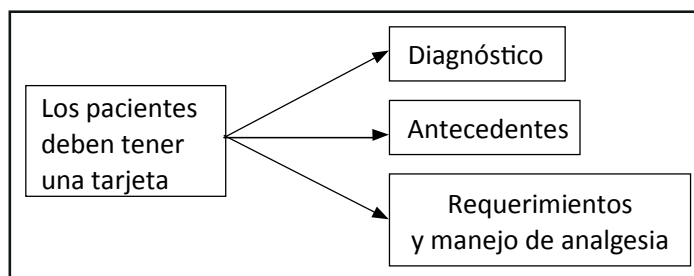 Los pacientes
deben tener
una tarjeta
Diagnóstico
Antecedentes
Requerimientos
y manejo de analgesia